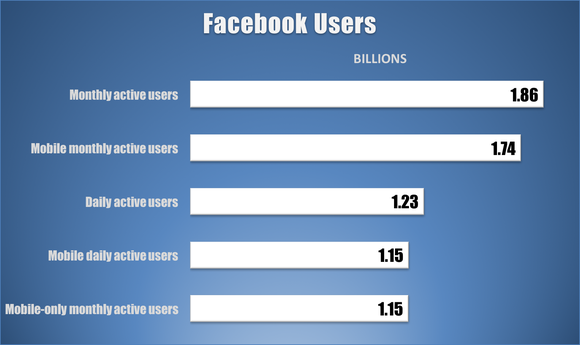 Facebook Users
BILLIONS
Monthly active users 1.86
Mobile monthly active users 1.74
Daily active users 1.23
Mobile daily active users 1.15
Mobile-only monthly active users 1.15